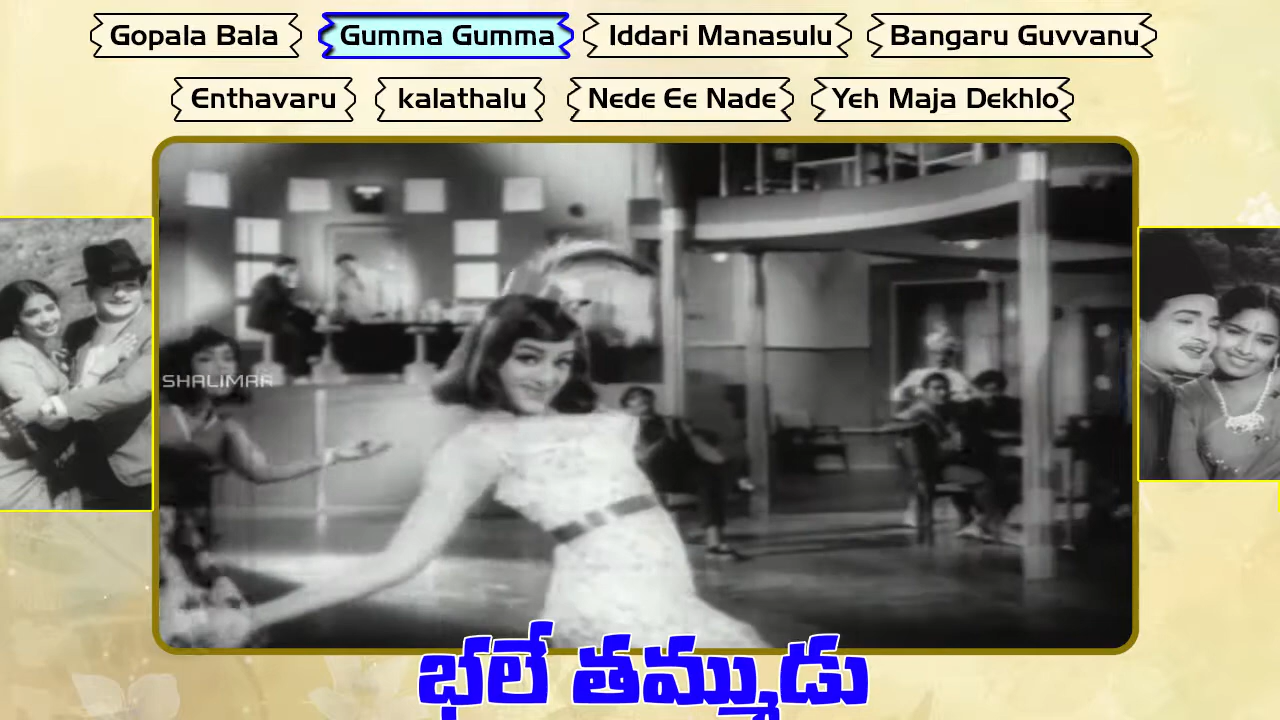 Gopala Bala Gumma Gumma Iddari Manasulu Bangaru Guvvanu
Enthavaru kalathalu Nede Ee Nade Yeh Maja Dekhlo
SHALIMAR
భలే తమ్ముడు